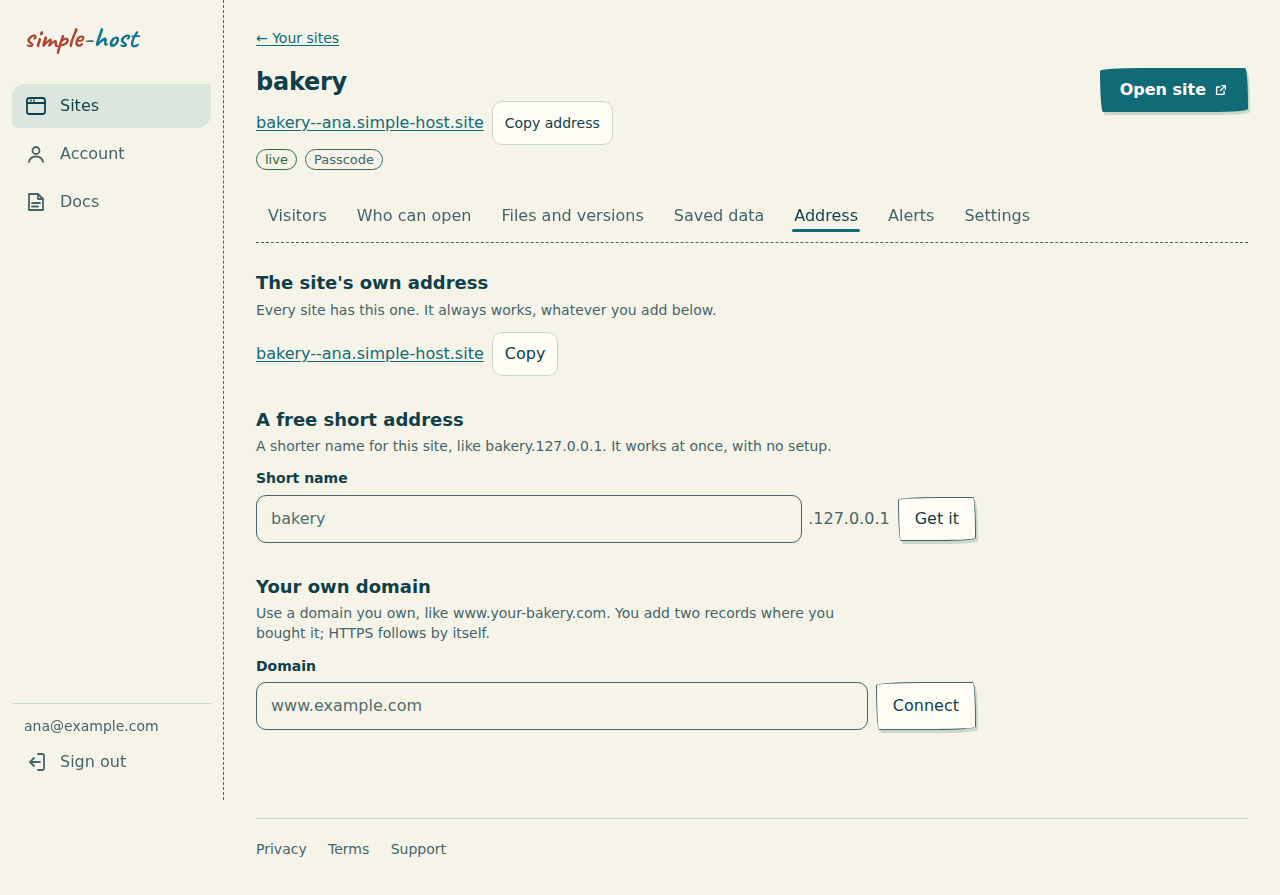 simple-host
Sites
Account
Docs
ana@example.com
Sign out
← Your sites
bakery
Open site
bakery--ana.simple-host.site Copy address
live Passcode
Visitors Who can open Files and versions Saved data Address Alerts Settings
The site's own address
Every site has this one. It always works, whatever you add below.
bakery--ana.simple-host.site Copy
A free short address
A shorter name for this site, like bakery.127.0.0.1. It works at once, with no setup.
Short name
bakery .127.0.0.1 Get it
Your own domain
Use a domain you own, like www.your-bakery.com. You add two records where you
bought it; HTTPS follows by itself.
Domain
www.example.com Connect
Privacy Terms Support